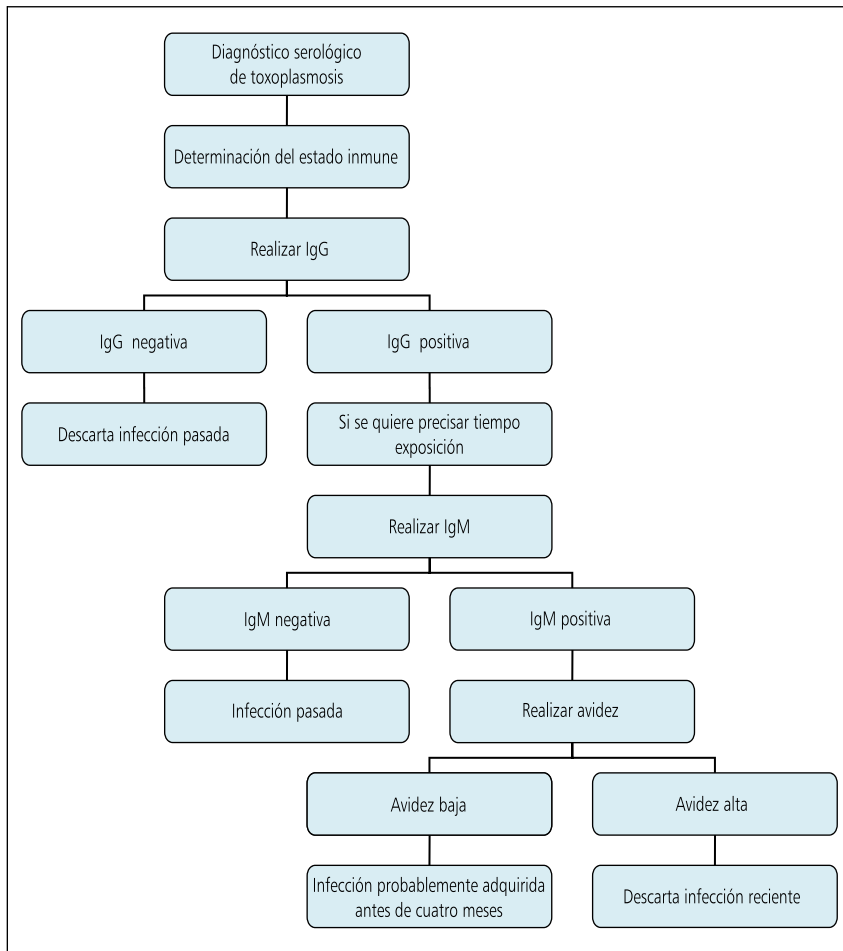 Diagnóstico serológico
de toxoplasmosis
Determinación del estado inmune
Realizar IgG
IgG negativa
IgG positiva
Descarta infección pasada
Si se quiere precisar tiempo
exposición
Realizar IgM
IgM negativa
IgM positiva
Infección pasada
Realizar avidez
Avidez baja
Avidez alta
Infección probablemente adquirida
antes de cuatro meses
Descarta infección reciente